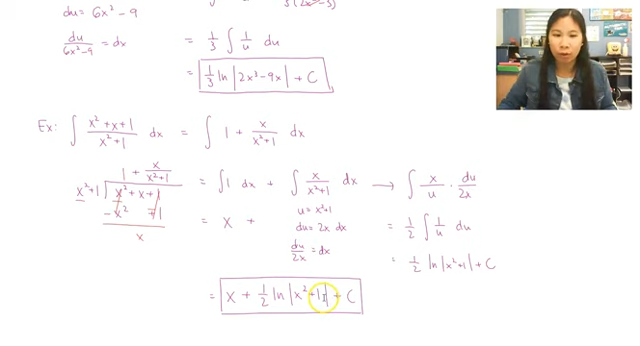 du = 6x² - 9
du/(6x²-9) = dx
= 1/3 ∫ 1/u du
= 1/3 ln |2x³ - 9x| + C
Ex: ∫ (x² + x + 1)/(x² + 1) dx = ∫ 1 + x/(x²+1) dx
1 + x/(x²+1)
x²+1 ) x² + x + 1
- x² + 1
x
= ∫ 1 dx + ∫ x/(x²+1) dx → ∫ x/u · du/2x
u = x²+1
= x +
du = 2x dx
du/2x = dx
= 1/2 ∫ 1/u du
= 1/2 ln |x²+1| + C
= x + 1/2 ln |x² + 1| + C